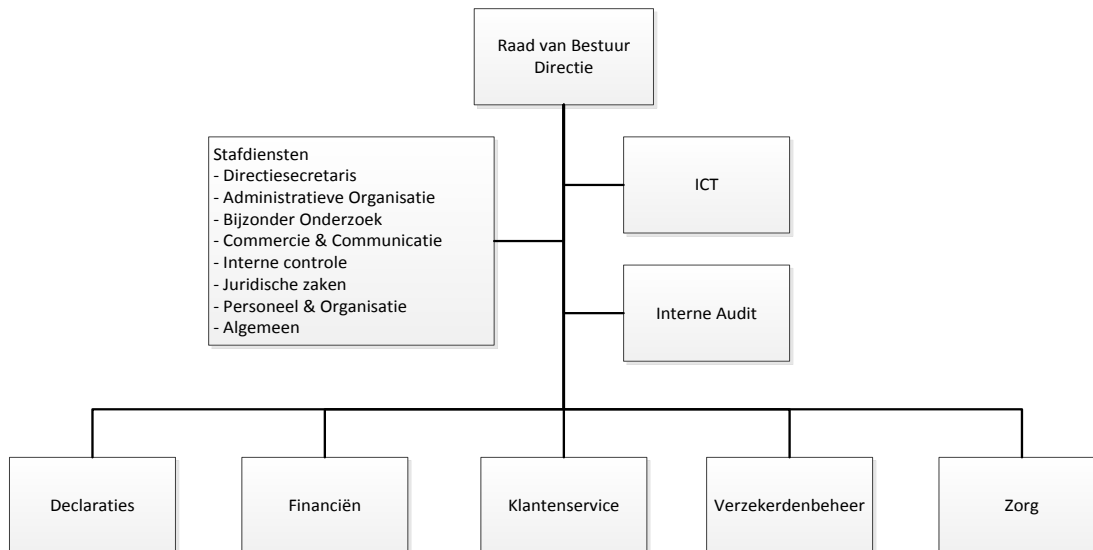 Raad van Bestuur
Directie
Stafdiensten
- Directiesecretaris
- Administratieve Organisatie
- Bijzonder Onderzoek
- Commercie & Communicatie
- Interne controle
- Juridische zaken
- Personeel & Organisatie
- Algemeen
ICT
Interne Audit
Declaraties
Financiën
Klantenservice
Verzekerdenbeheer
Zorg